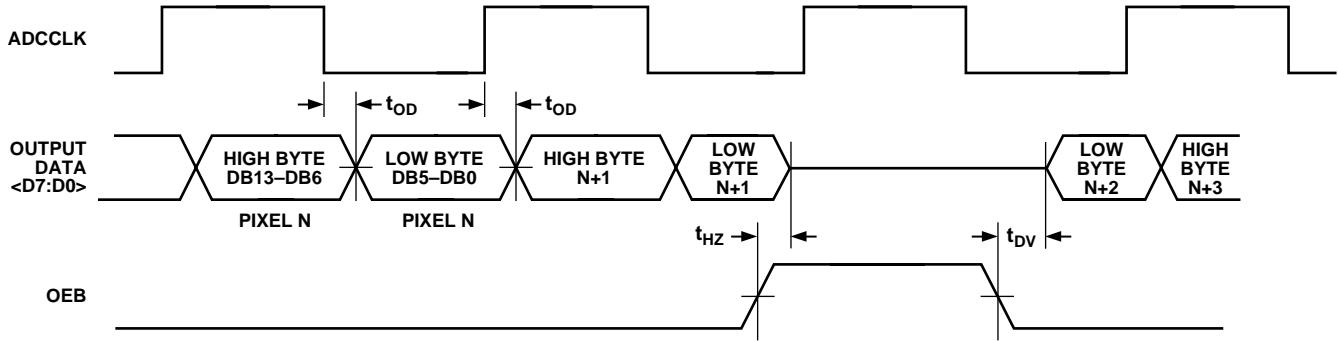 ADCCLK
tOD
tOD
OUTPUT
DATA
<D7:D0>
HIGH BYTE
DB13–DB6
LOW BYTE
DB5–DB0
HIGH BYTE
N+1
LOW
BYTE
N+1
LOW
BYTE
N+2
HIGH
BYTE
N+3
PIXEL N
PIXEL N
tHZ
tDV
OEB